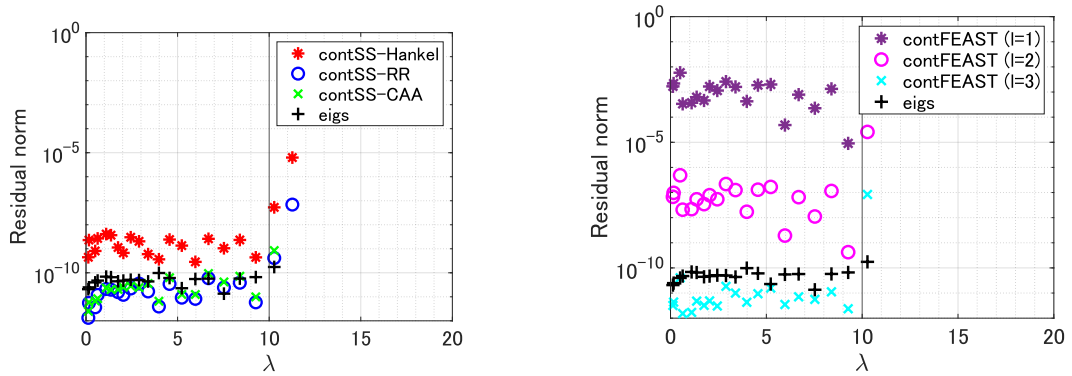 10^0
10^-5
10^-10
Residual norm
contSS-Hankel
contSS-RR
contSS-CAA
eigs
0 5 10 15 20
λ
10^0
10^-5
10^-10
Residual norm
contFEAST (l=1)
contFEAST (l=2)
contFEAST (l=3)
eigs
0 5 10 15 20
λ